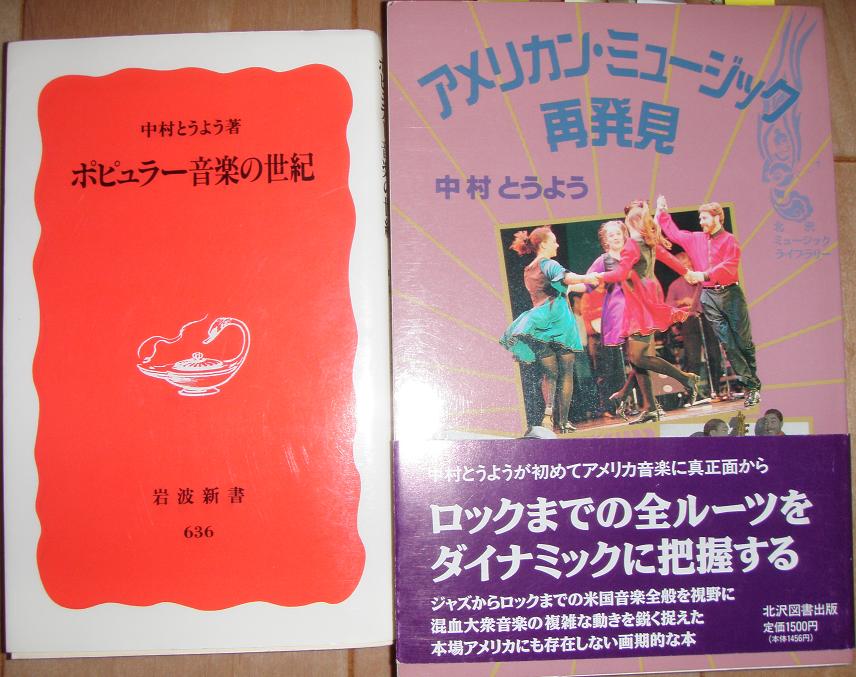 中村とうよう著
ポピュラー音楽の世紀
岩波新書
636
アメリカン・ミュージック
再発見
中村とうよう
北沢
ミュージック
ライブラリー
中村とうようが初めてアメリカ音楽に真正面から
ロックまでの全ルーツを
ダイナミックに把握する
ジャズからロックまでの米国音楽全般を視野に
混血大衆音楽の複雑な動きを鋭く捉えた
本場アメリカにも存在しない画期的な本
北沢図書出版
定価1500円
(本体1456円)